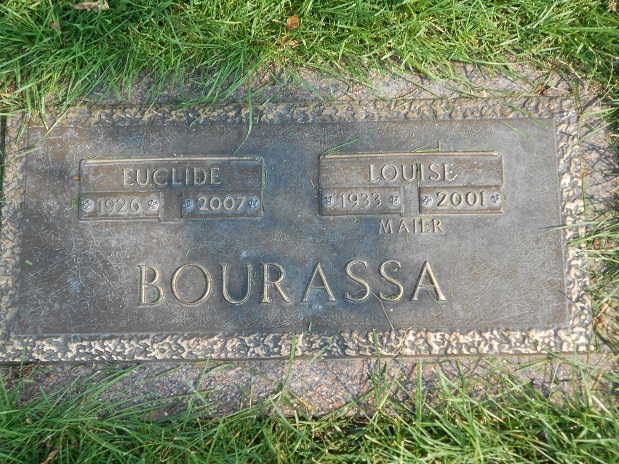 EUCLIDE LOUISE
1926 2007 1933 2001
MAIER
BOURASSA